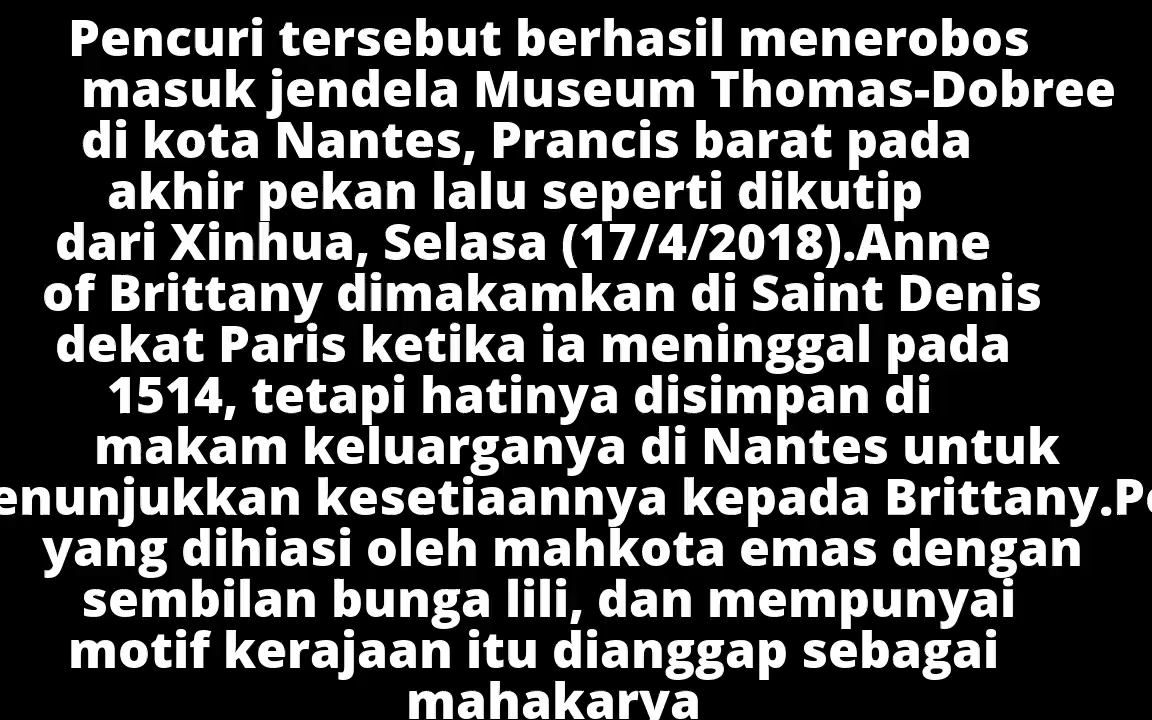 Pencuri tersebut berhasil menerobos
masuk jendela Museum Thomas-Dobree
di kota Nantes, Prancis barat pada
akhir pekan lalu seperti dikutip
dari Xinhua, Selasa (17/4/2018).Anne
of Brittany dimakamkan di Saint Denis
dekat Paris ketika ia meninggal pada
1514, tetapi hatinya disimpan di
makam keluarganya di Nantes untuk
enunjukkan kesetiaannya kepada Brittany.
yang dihiasi oleh mahkota emas dengan
sembilan bunga lili, dan mempunyai
motif kerajaan itu dianggap sebagai
mahakarya